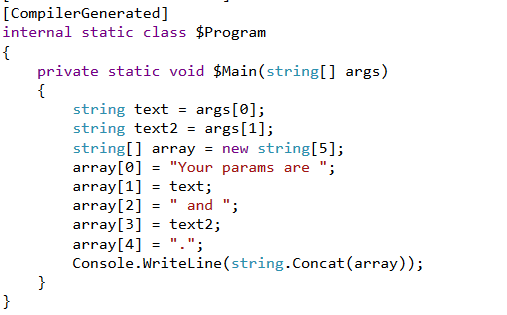 [CompilerGenerated]
internal static class $Program
{
    private static void $Main(string[] args)
    {
        string text = args[0];
        string text2 = args[1];
        string[] array = new string[5];
        array[0] = "Your params are ";
        array[1] = text;
        array[2] = " and ";
        array[3] = text2;
        array[4] = ".";
        Console.WriteLine(string.Concat(array));
    }
}